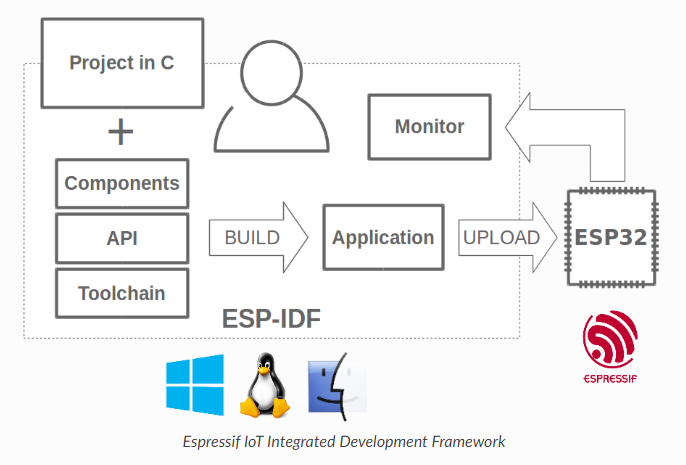 Project in C
+
Components
API
Toolchain
BUILD
Application
UPLOAD
Monitor
ESP32
ESP-IDF
ESPRESSIF
Espressif IoT Integrated Development Framework